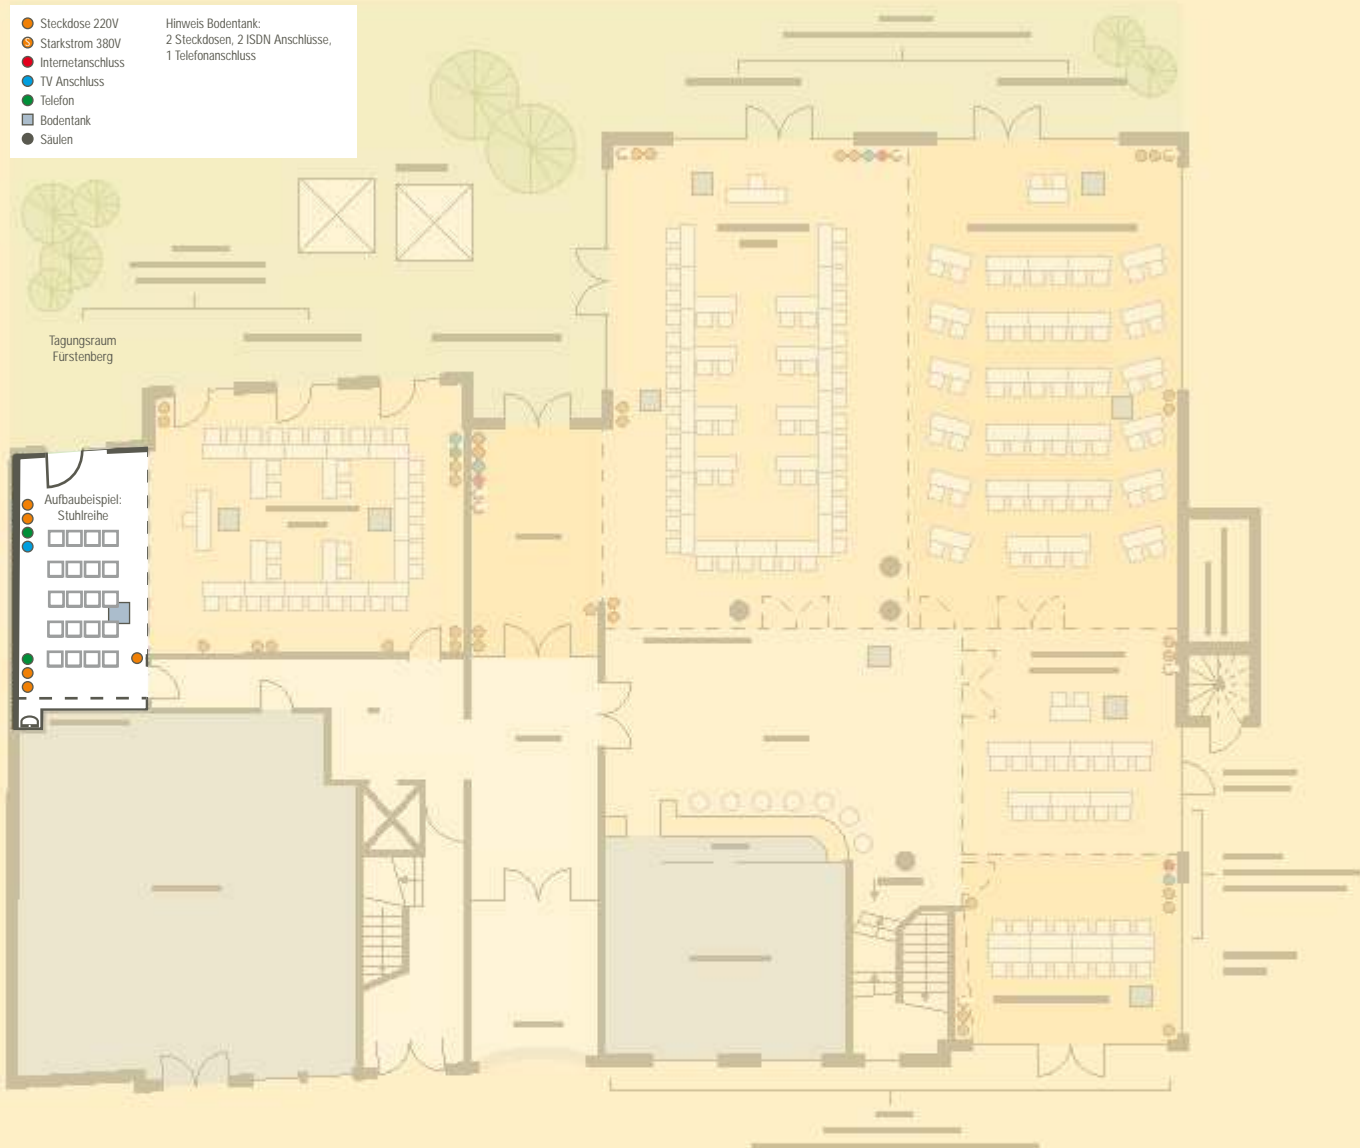 Steckdose 220V
Starkstrom 380V
Internetanschluss
TV Anschluss
Telefon
Bodentank
Säulen
Hinweis Bodentank:
2 Steckdosen, 2 ISDN Anschlüsse,
1 Telefonanschluss
Tagungsraum
Fürstenberg
Aufbaubeispiel:
Stuhlreihe